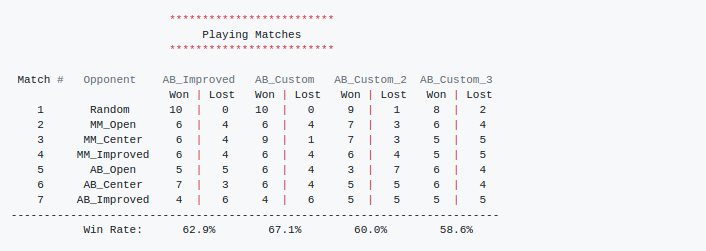 *************************
Playing Matches
*************************
Match # Opponent AB_Improved AB_Custom AB_Custom_2 AB_Custom_3
Won | Lost Won | Lost Won | Lost Won | Lost
1 Random 10 | 0 10 | 0 9 | 1 8 | 2
2 MM_Open 6 | 4 6 | 4 7 | 3 6 | 4
3 MM_Center 6 | 4 9 | 1 7 | 3 5 | 5
4 MM_Improved 6 | 4 6 | 4 6 | 4 5 | 5
5 AB_Open 5 | 5 6 | 4 3 | 7 6 | 4
6 AB_Center 7 | 3 6 | 4 5 | 5 6 | 4
7 AB_Improved 4 | 6 4 | 6 5 | 5 5 | 5
--------------------------------------------------------------------------
Win Rate: 62.9% 67.1% 60.0% 58.6%